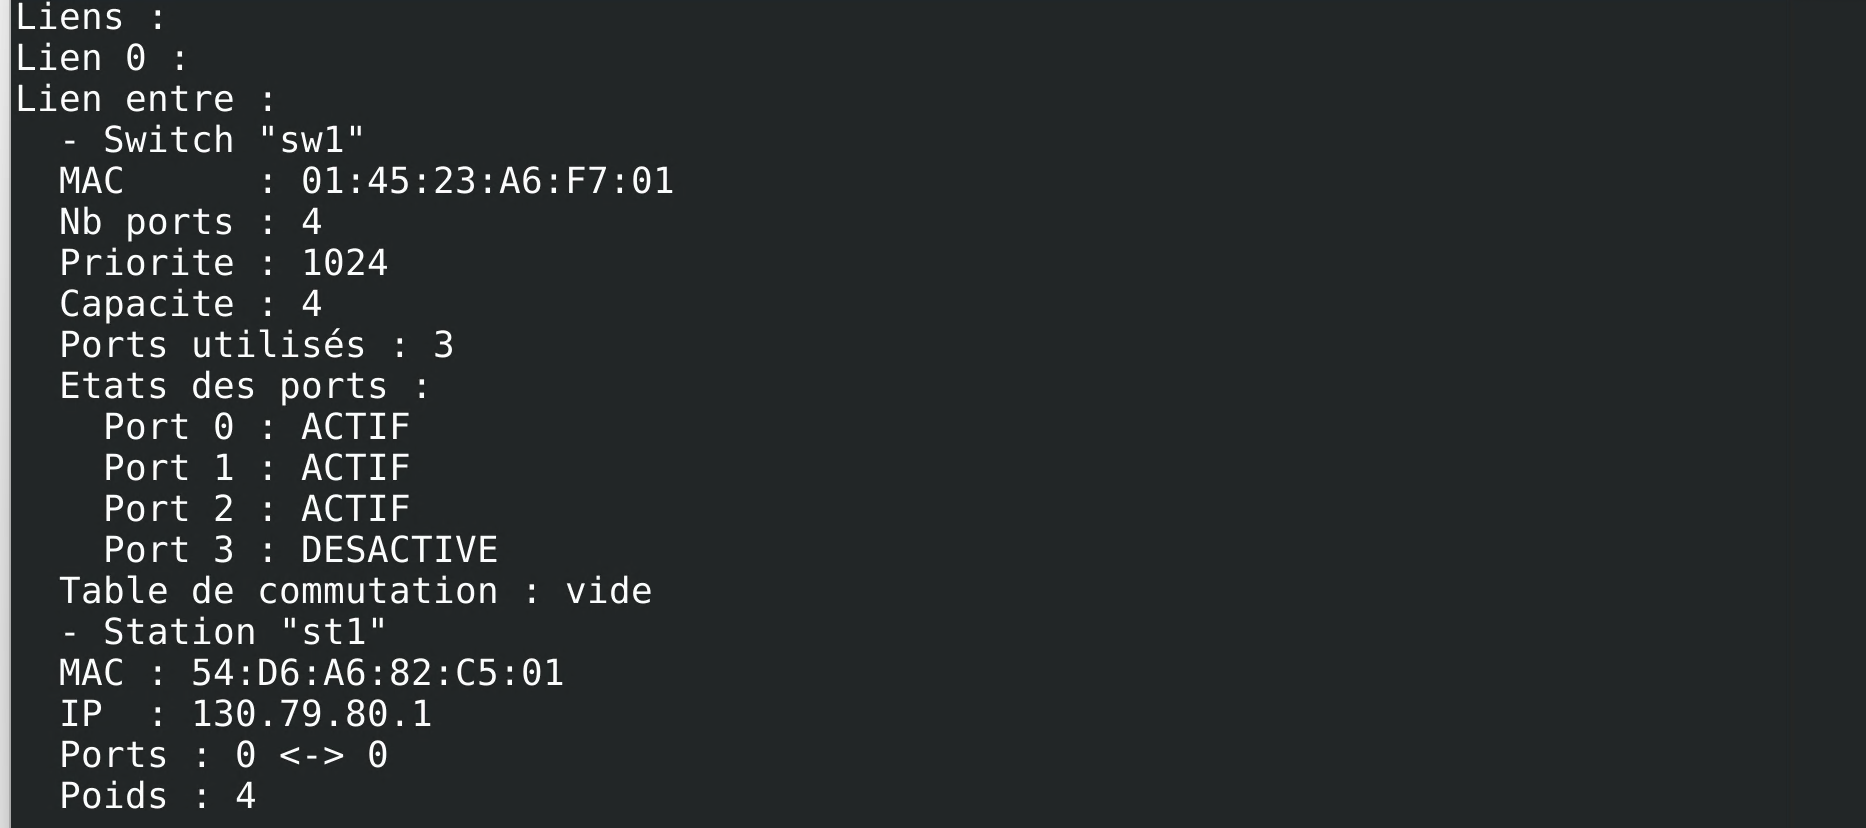 Liens :
Lien 0 :
Lien entre :
  - Switch "sw1"
  MAC      : 01:45:23:A6:F7:01
  Nb ports : 4
  Priorite : 1024
  Capacite : 4
  Ports utilisés : 3
  Etats des ports :
    Port 0 : ACTIF
    Port 1 : ACTIF
    Port 2 : ACTIF
    Port 3 : DESACTIVE
  Table de commutation : vide
  - Station "st1"
  MAC : 54:D6:A6:82:C5:01
  IP  : 130.79.80.1
  Ports : 0 <-> 0
  Poids : 4